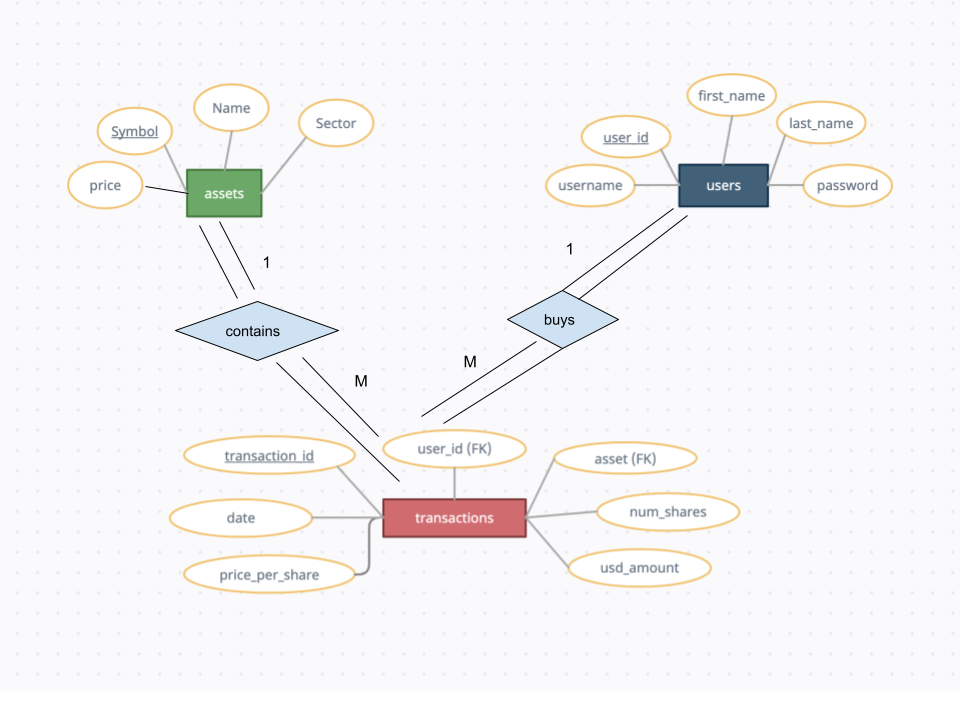 first_name
Name
Sector
last_name
Symbol
user_id
price
assets
username
users
password
1
1
contains
buys
M
M
transaction_id
user_id (FK)
asset (FK)
date
transactions
num_shares
price_per_share
usd_amount